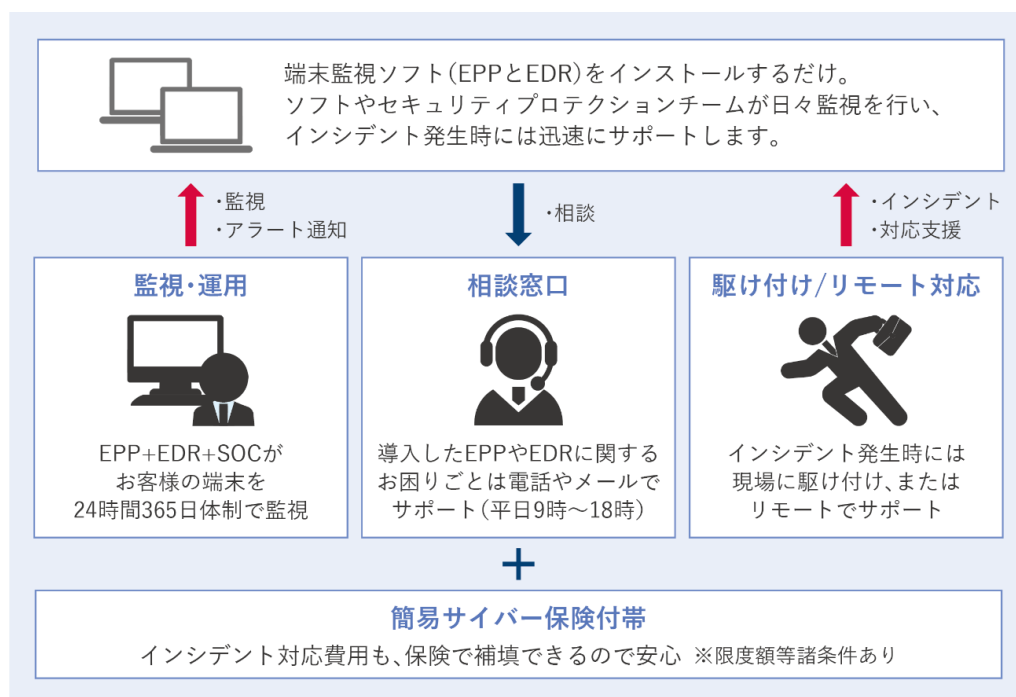 端末監視ソフト(EPPとEDR)をインストールするだけ。
ソフトやセキュリティプロテクションチームが日々監視を行い、
インシデント発生時には迅速にサポートします。
・監視
・アラート通知
・相談
・インシデント
・対応支援
監視・運用
EPP+EDR+SOCが
お客様の端末を
24時間365日体制で監視
相談窓口
導入したEPPやEDRに関する
お困りごとは電話やメールで
サポート(平日9時～18時)
駆け付け/リモート対応
インシデント発生時には
現場に駆け付け、または
リモートでサポート
+
簡易サイバー保険付帯
インシデント対応費用も、保険で補填できるので安心 ※限度額等諸条件あり